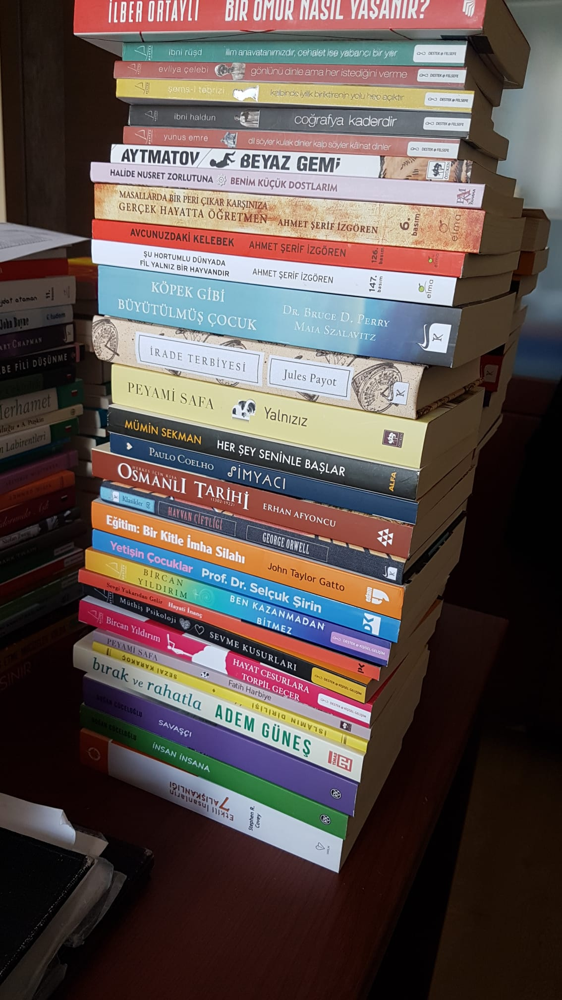 İLBER ORTAYLI BİR ÖMÜR NASIL YAŞANIR?
ibni rüşd ilim anavatanımızdır, cehalet ise yabancı bir yer DESTEK FELSEFE
evliya çelebi gönlünü dinle ama her istediğini verme DESTEK FELSEFE
şems-i tebrizi kalbinde iyilik biriktirenin yolu hep açıktır DESTEK FELSEFE
ibni haldun coğrafya kaderdir DESTEK FELSEFE
yunus emre dil söyler kulak dinler kalp söyler kâinat dinler DESTEK FELSEFE
AYTMATOV BEYAZ GEMİ ÖTÜKEN
HALİDE NUSRET ZORLUTUNA BENİM KÜÇÜK DOSTLARIM PANAMA
MASALLARDA BİR PERİ ÇIKAR KARŞINIZA
GERÇEK HAYATTA ÖĞRETMEN AHMET ŞERİF İZGÖREN 6. basım elma
AVCUNUZDAKİ KELEBEK AHMET ŞERİF İZGÖREN 126. basım elma
ŞU HORTUMLU DÜNYADA
FİL YALNIZ BİR HAYVANDIR AHMET ŞERİF İZGÖREN 147. basım elma
KÖPEK GİBİ
BÜYÜTÜLMÜŞ ÇOCUK
DR. BRUCE D. PERRY
MAIA SZALAVITZ K
İRADE TERBİYESİ Jules Payot K
PEYAMİ SAFA Yalnızız ÖTÜKEN
MÜMİN SEKMAN HER ŞEY SENİNLE BAŞLAR ALFA
PAULO COELHO SİMYACI
HERKES İÇİN KISA
OSMANLI TARİHİ
(1302-1922)
ERHAN AFYONCU
K Klasikler HAYVAN ÇİFTLİĞİ GEORGE ORWELL K
Eğitim: Bir Kitle İmha Silahı John Taylor Gatto edam
Yetişin Çocuklar Prof. Dr. Selçuk Şirin DK
BİRCAN
YILDIRIM
BEN KAZANMADAN
BİTMEZ
DESTEK KİŞİSEL GELİŞİM
Sevgi Yukarıdan Gelir Hayati İnanç
Müthiş Psikoloji SEVME KUSURLARI DESTEK KİŞİSEL GELİŞİM
Bircan Yıldırım HAYAT CESURLARA
TORPİL GEÇER
DESTEK KİŞİSEL GELİŞİM
PEYAMİ SAFA Fatih Harbiye
SEZAİ KARAKOÇ İSLAMIN DİRİLİŞİ
bırak ve rahatla ADEM GÜNEŞ TİMAŞ
DOĞAN CÜCELOĞLU SAVAŞÇI RK
DOĞAN CÜCELOĞLU İNSAN İNSANA RK
Etkili İnsanların
7 ALIŞKANLIĞI
Stephen R.
Covey
VARLIK
ataman 11.
John Boyne tudem
CHAPMAN
FİLİ DÜŞÜNME
Merhamet
A. Puşkin
Labirentleri
Stefan Zweig
SINIR